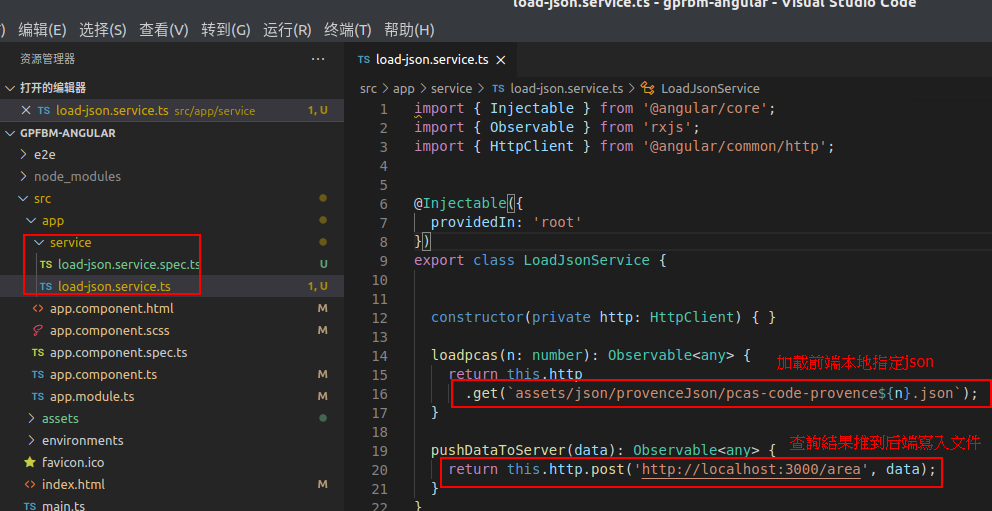 load-json.service.ts - gprbm-angular - Visual Studio Code
编辑(E) 选择(S) 查看(V) 转到(G) 运行(R) 终端(T) 帮助(H)
资源管理器 ···
打开的编辑器
TS load-json.service.ts src/app/service 1, U
GPFBM-ANGULAR
e2e
node_modules
src
app
service
TS load-json.service.spec.ts U
TS load-json.service.ts 1, U
app.component.html M
app.component.scss M
TS app.component.spec.ts
TS app.component.ts M
TS app.module.ts M
assets
environments
favicon.ico
index.html M
TS main.ts
TS load-json.service.ts
src > app > service > TS load-json.service.ts > LoadJsonService
1 import { Injectable } from '@angular/core';
2 import { Observable } from 'rxjs';
3 import { HttpClient } from '@angular/common/http';
4
5
6 @Injectable({
7 providedIn: 'root'
8 })
9 export class LoadJsonService {
10
11
12 constructor(private http: HttpClient) { }
13
加載前端本地指定json
14 loadpcas(n: number): Observable<any> {
15 return this.http
16 .get(`assets/json/provenceJson/pcas-code-provence${n}.json`);
17 }
18
查詢結果推到后端寫入文件
19 pushDataToServer(data): Observable<any> {
20 return this.http.post('http://localhost:3000/area', data);
21 }
22 }